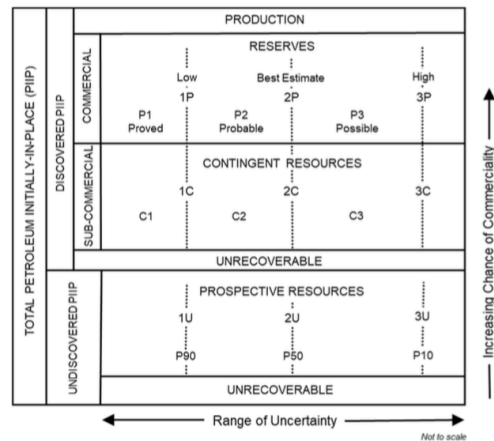 TOTAL PETROLEUM INITIALLY-IN-PLACE (PIIP)
DISCOVERED PIIP
UNDISCOVERED PIIP
COMMERCIAL
SUB-COMMERCIAL
PRODUCTION
RESERVES
Low Best Estimate High
1P 2P 3P
P1 P2 P3
Proved Probable Possible
CONTINGENT RESOURCES
1C 2C 3C
C1 C2 C3
UNRECOVERABLE
PROSPECTIVE RESOURCES
1U 2U 3U
P90 P50 P10
UNRECOVERABLE
Increasing Chance of Commerciality
Range of Uncertainty
Not to scale